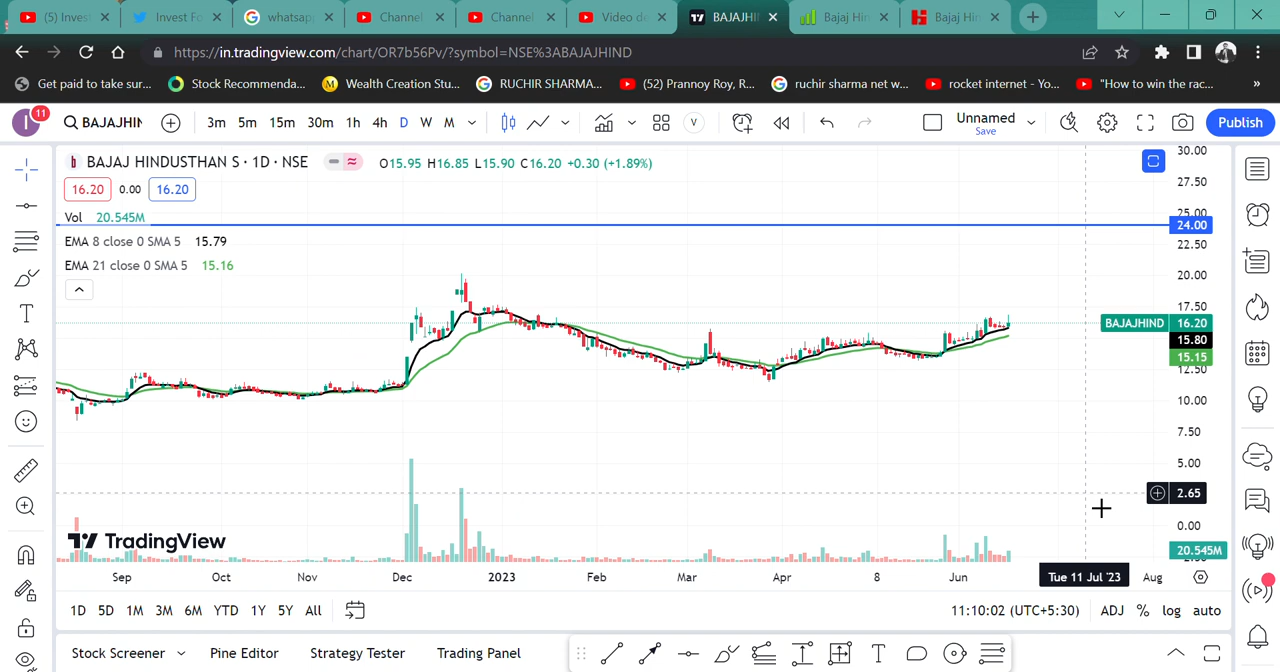 (5) Invest
Invest Fo
whatsap
Channel
Channel
Video de
BAJAJHI
Bajaj Hin
Bajaj Hin
https://in.tradingview.com/chart/OR7b56Pv/?symbol=NSE%3ABAJAJHIND
Get paid to take sur...
Stock Recommenda...
Wealth Creation Stu...
RUCHIR SHARMA...
(52) Prannoy Roy, R...
ruchir sharma net w...
rocket internet - Yo...
"How to win the rac...
»
I 11
BAJAJHIN
3m 5m 15m 30m 1h 4h D W M
V
Unnamed
Save
Publish
BAJAJ HINDUSTHAN S · 1D · NSE
O15.95 H16.85 L15.90 C16.20 +0.30 (+1.89%)
16.20 0.00 16.20
Vol 20.545M
EMA 8 close 0 SMA 5 15.79
EMA 21 close 0 SMA 5 15.16
30.00
27.50
25.00
24.00
22.50
20.00
17.50
BAJAJHIND 16.20
15.80
15.15
12.50
10.00
7.50
5.00
2.65
0.00
20.545M
TradingView
Sep Oct Nov Dec 2023 Feb Mar Apr 8 Jun Tue 11 Jul '23 Aug
1D 5D 1M 3M 6M YTD 1Y 5Y All
11:10:02 (UTC+5:30) ADJ % log auto
Stock Screener Pine Editor Strategy Tester Trading Panel